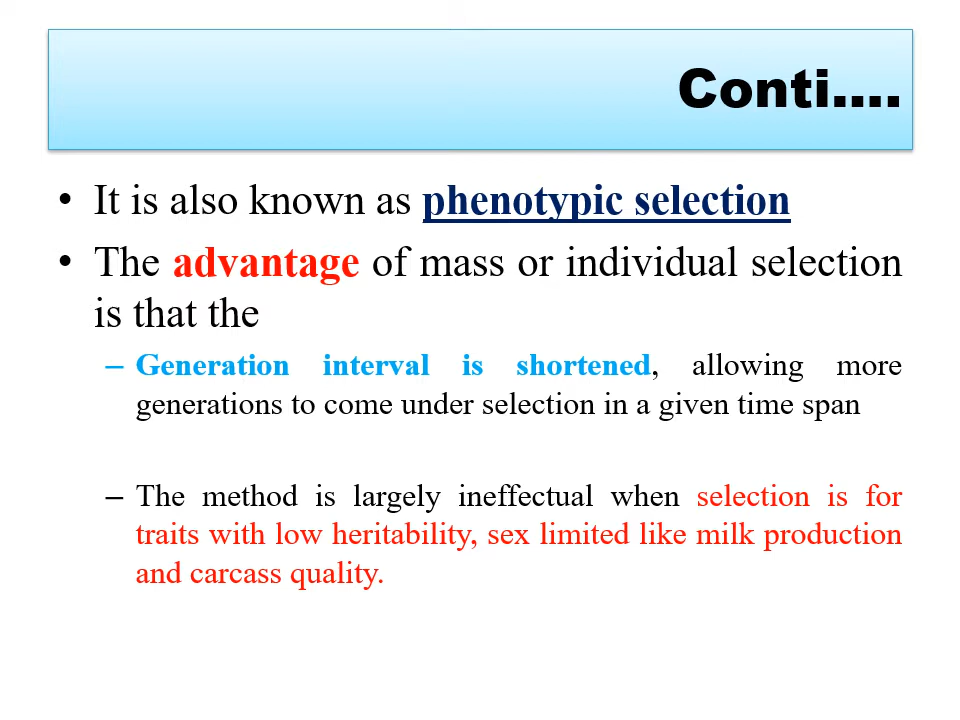 Conti....
• It is also known as phenotypic selection
• The advantage of mass or individual selection
is that the
– Generation interval is shortened, allowing more
generations to come under selection in a given time span
– The method is largely ineffectual when selection is for
traits with low heritability, sex limited like milk production
and carcass quality.